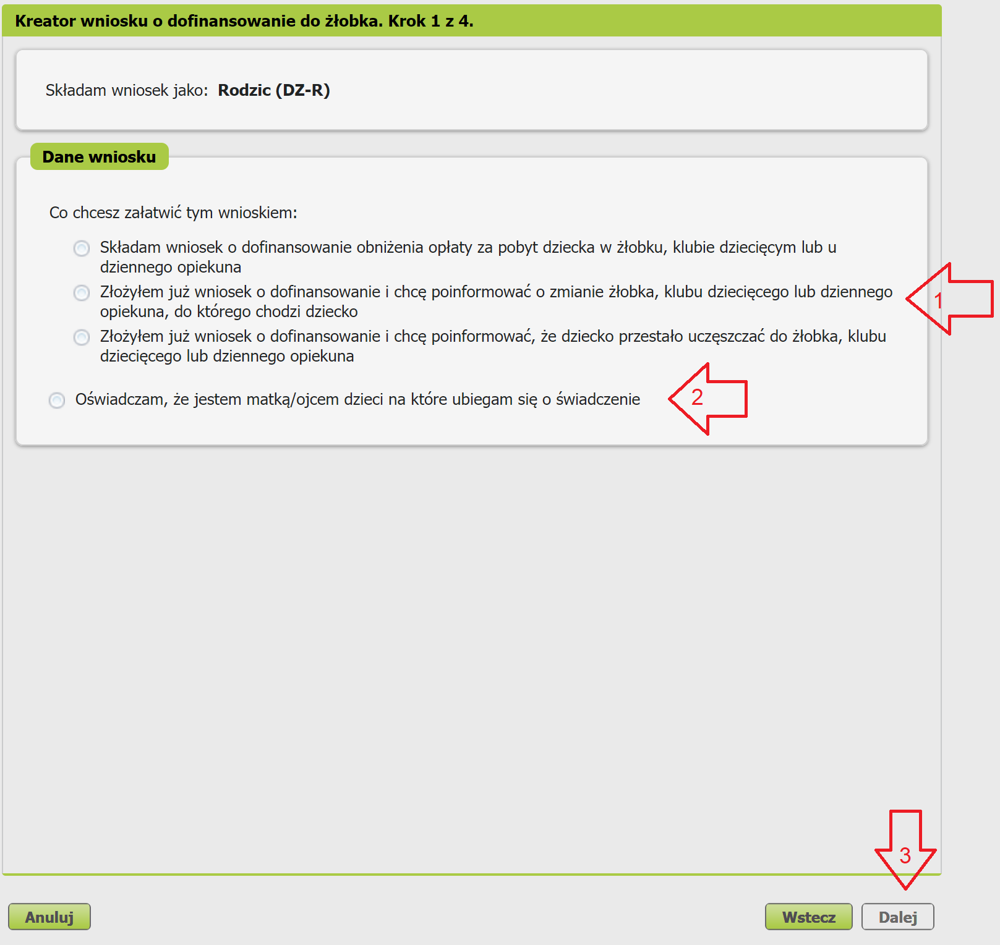 Kreator wniosku o dofinansowanie do żłobka. Krok 1 z 4.
Składam wniosek jako: Rodzic (DZ-R)
Dane wniosku
Co chcesz załatwić tym wnioskiem:
Składam wniosek o dofinansowanie obniżenia opłaty za pobyt dziecka w żłobku, klubie dziecięcym lub u
dziennego opiekuna
Złożyłem już wniosek o dofinansowanie i chcę poinformować o zmianie żłobka, klubu dziecięcego lub dziennego
opiekuna, do którego chodzi dziecko
1
Złożyłem już wniosek o dofinansowanie i chcę poinformować, że dziecko przestało uczęszczać do żłobka, klubu
dziecięcego lub dziennego opiekuna
Oświadczam, że jestem matką/ojcem dzieci na które ubiegam się o świadczenie
2
3
Anuluj
Wstecz
Dalej